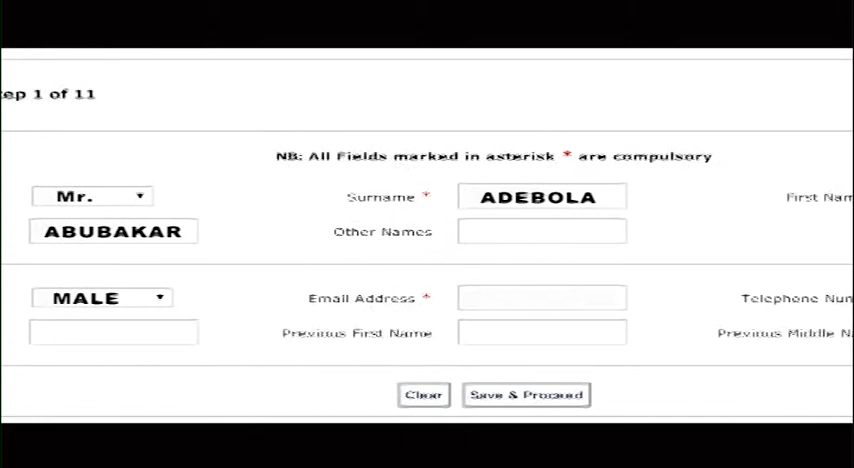 tep 1 of 11
NB: All Fields marked in asterisk * are compulsory
Mr. Surname * ADEBOLA First Nam
ABUBAKAR Other Names
MALE Email Address * Telephone Num
Previous First Name Previous Middle N
Clear Save & Proceed